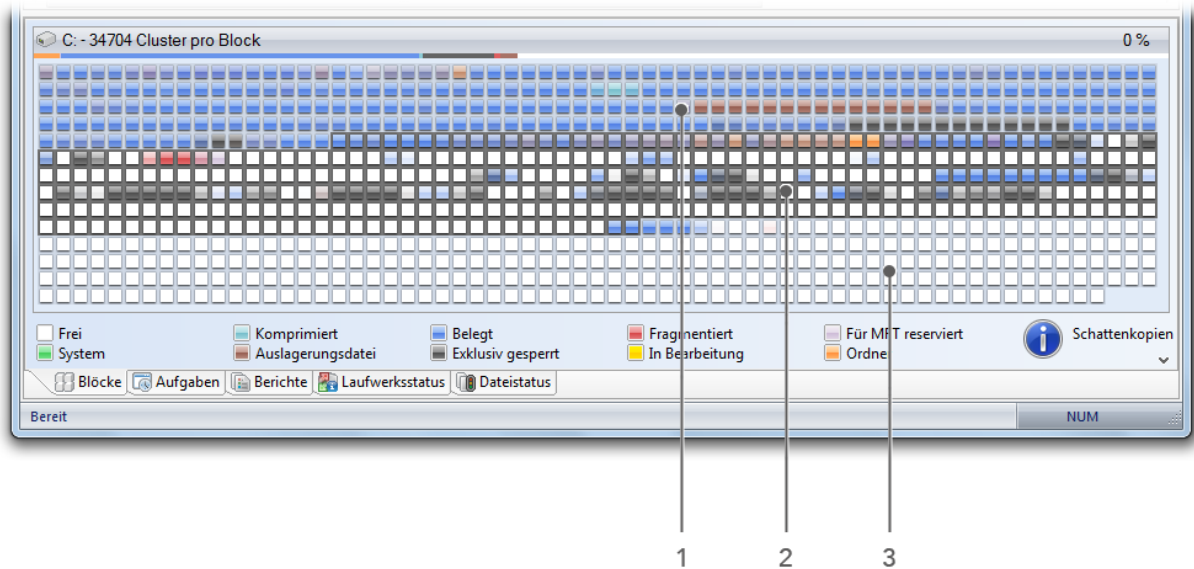 C: - 34704 Cluster pro Block 0 %
Frei Komprimiert Belegt Fragmentiert Für MFT reserviert Schattenkopien
System Auslagerungsdatei Exklusiv gesperrt In Bearbeitung Ordne
Blöcke Aufgaben Berichte Laufwerksstatus Dateistatus
Bereit NUM
1 2 3